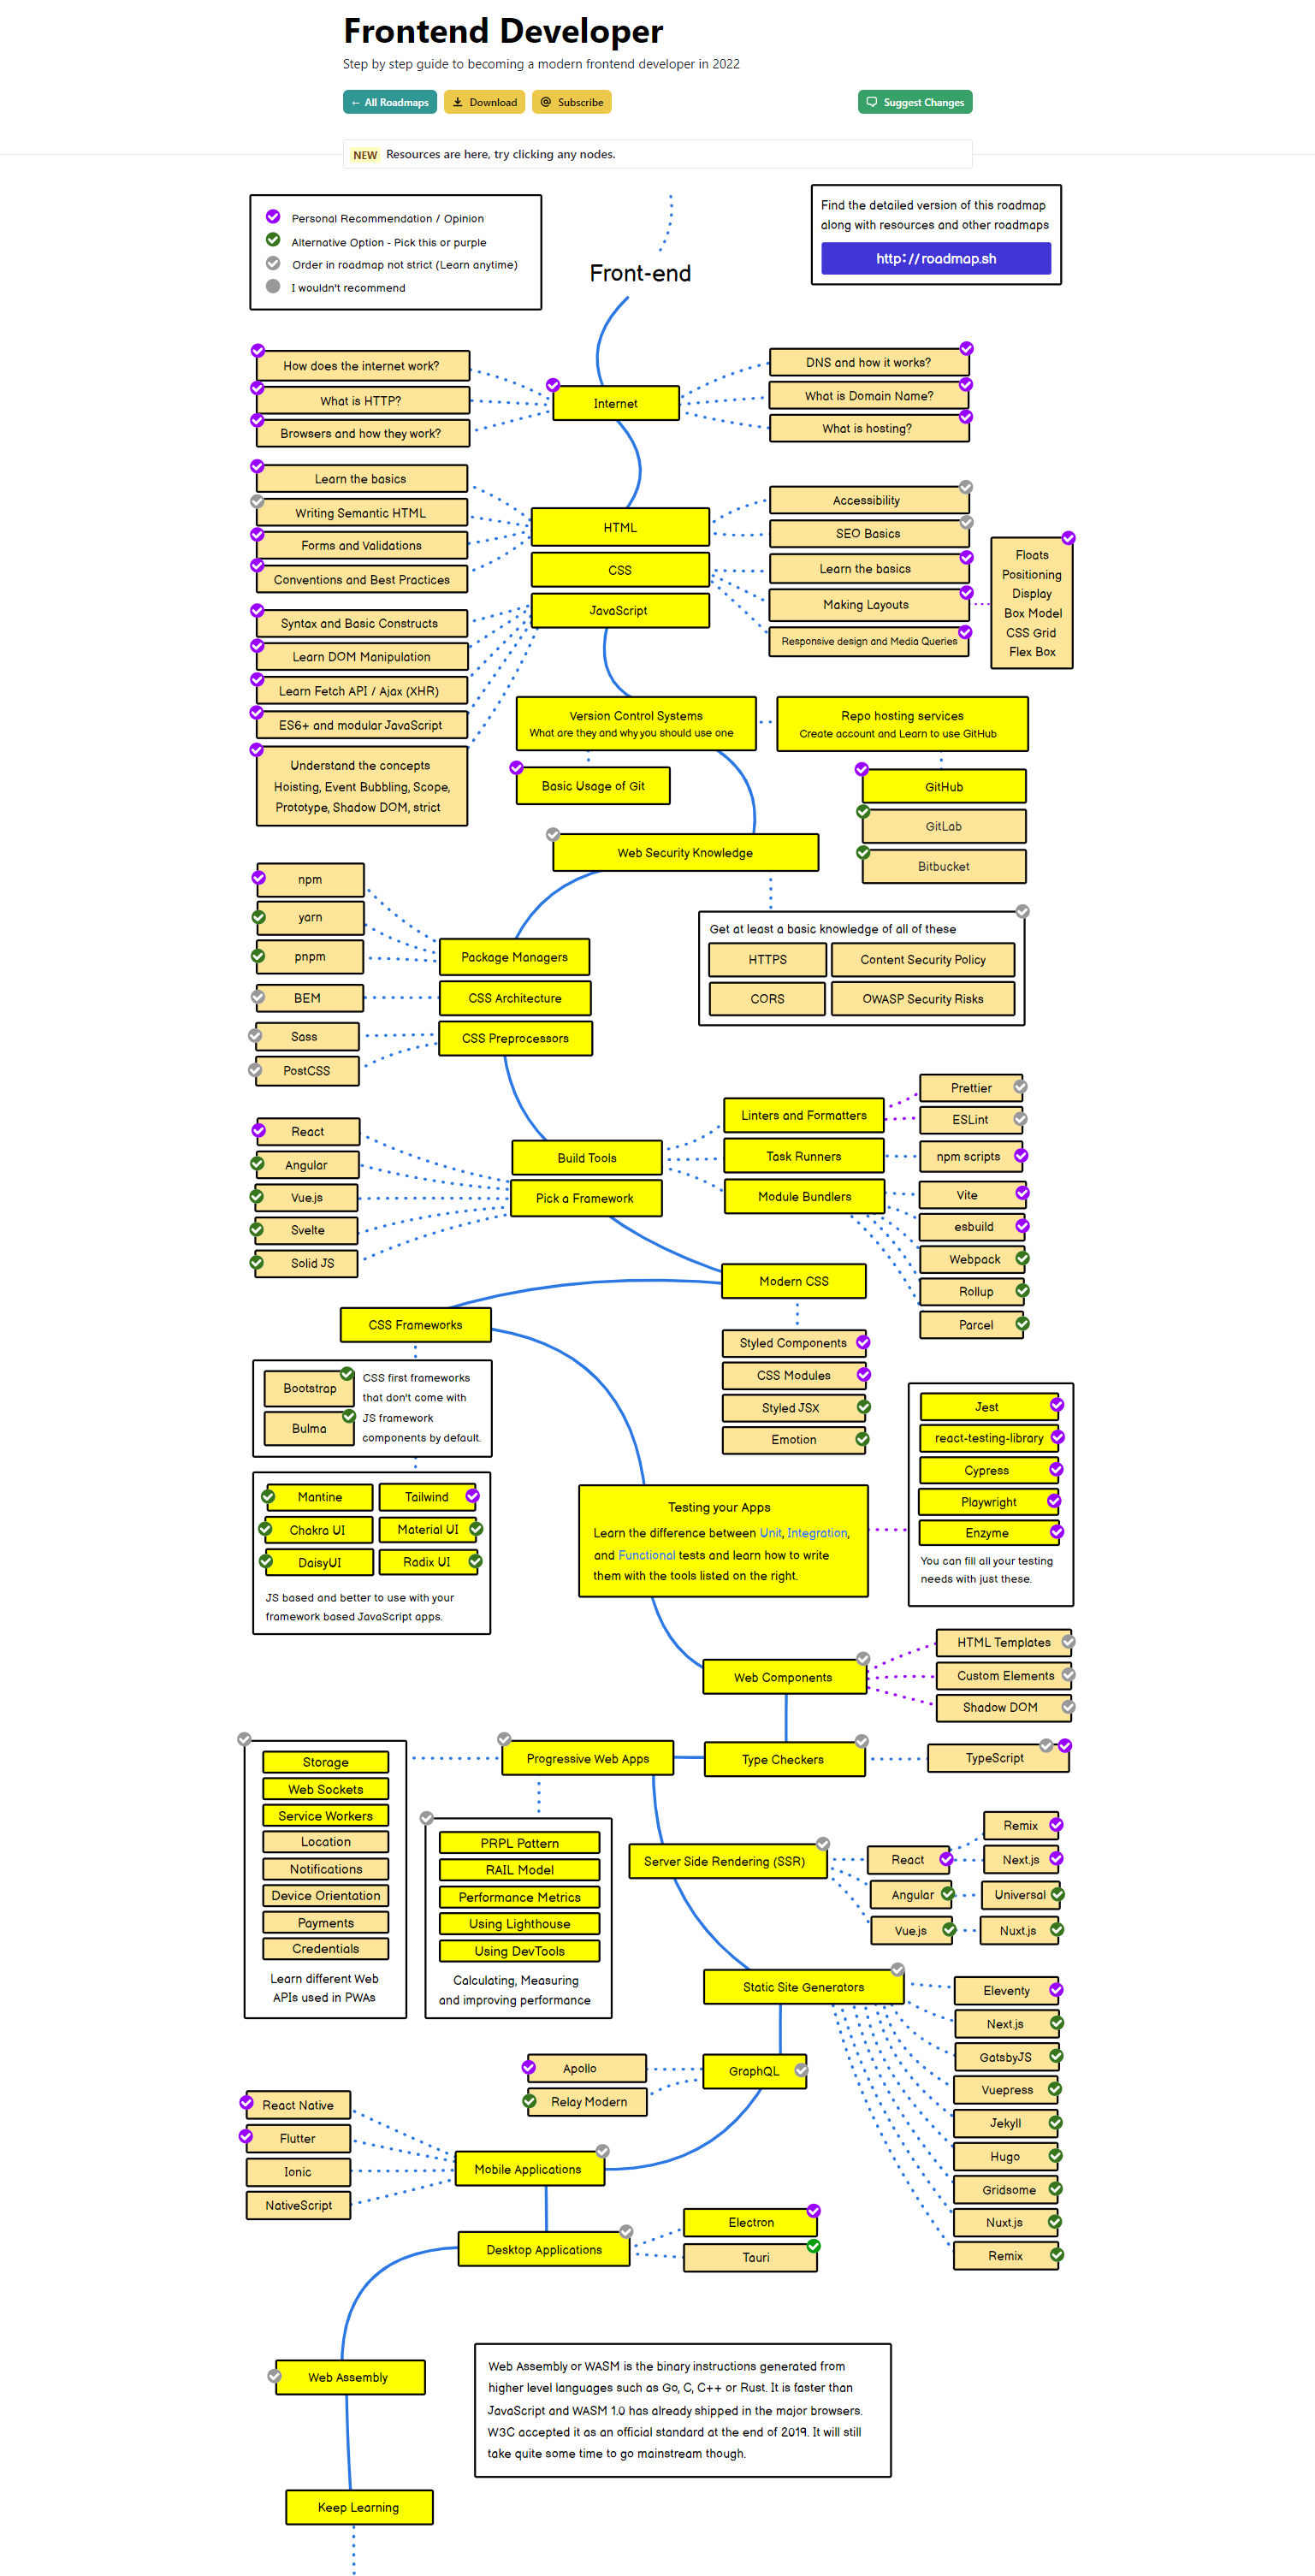 Frontend Developer
Step by step guide to becoming a modern frontend developer in 2022
← All Roadmaps
Download
Subscribe
Suggest Changes
NEW Resources are here, try clicking any nodes.
Personal Recommendation / Opinion
Alternative Option - Pick this or purple
Order in roadmap not strict (Learn anytime)
I wouldn't recommend
Find the detailed version of this roadmap
along with resources and other roadmaps
http://roadmap.sh
Front-end
How does the internet work?
What is HTTP?
Browsers and how they work?
Internet
DNS and how it works?
What is Domain Name?
What is hosting?
Learn the basics
Writing Semantic HTML
Forms and Validations
Conventions and Best Practices
HTML
CSS
JavaScript
Accessibility
SEO Basics
Learn the basics
Making Layouts
Responsive design and Media Queries
Floats
Positioning
Display
Box Model
CSS Grid
Flex Box
Syntax and Basic Constructs
Learn DOM Manipulation
Learn Fetch API / Ajax (XHR)
ES6+ and modular JavaScript
Understand the concepts
Hoisting, Event Bubbling, Scope,
Prototype, Shadow DOM, strict
Version Control Systems
What are they and why you should use one
Repo hosting services
Create account and Learn to use GitHub
Basic Usage of Git
GitHub
GitLab
Bitbucket
Web Security Knowledge
Get at least a basic knowledge of all of these
HTTPS
Content Security Policy
CORS
OWASP Security Risks
npm
yarn
pnpm
BEM
Sass
PostCSS
Package Managers
CSS Architecture
CSS Preprocessors
React
Angular
Vue.js
Svelte
Solid JS
Build Tools
Pick a Framework
Linters and Formatters
Task Runners
Module Bundlers
Prettier
ESLint
npm scripts
Vite
esbuild
Webpack
Rollup
Parcel
Modern CSS
Styled Components
CSS Modules
Styled JSX
Emotion
CSS Frameworks
Bootstrap
Bulma
CSS first frameworks
that don't come with
JS framework
components by default.
Mantine
Tailwind
Chakra UI
Material UI
DaisyUI
Radix UI
JS based and better to use with your
framework based JavaScript apps.
Testing your Apps
Learn the difference between Unit, Integration,
and Functional tests and learn how to write
them with the tools listed on the right.
Jest
react-testing-library
Cypress
Playwright
Enzyme
You can fill all your testing
needs with just these.
Web Components
HTML Templates
Custom Elements
Shadow DOM
Type Checkers
TypeScript
Progressive Web Apps
Storage
Web Sockets
Service Workers
Location
Notifications
Device Orientation
Payments
Credentials
Learn different Web
APIs used in PWAs
PRPL Pattern
RAIL Model
Performance Metrics
Using Lighthouse
Using DevTools
Calculating, Measuring
and improving performance
Server Side Rendering (SSR)
React
Angular
Vue.js
Remix
Next.js
Universal
Nuxt.js
Static Site Generators
Eleventy
Next.js
GatsbyJS
Vuepress
Jekyll
Hugo
Gridsome
Nuxt.js
Remix
GraphQL
Apollo
Relay Modern
Mobile Applications
React Native
Flutter
Ionic
NativeScript
Desktop Applications
Electron
Tauri
Web Assembly
Web Assembly or WASM is the binary instructions generated from
higher level languages such as Go, C, C++ or Rust. It is faster than
JavaScript and WASM 1.0 has already shipped in the major browsers.
W3C accepted it as an official standard at the end of 2019. It will still
take quite some time to go mainstream though.
Keep Learning